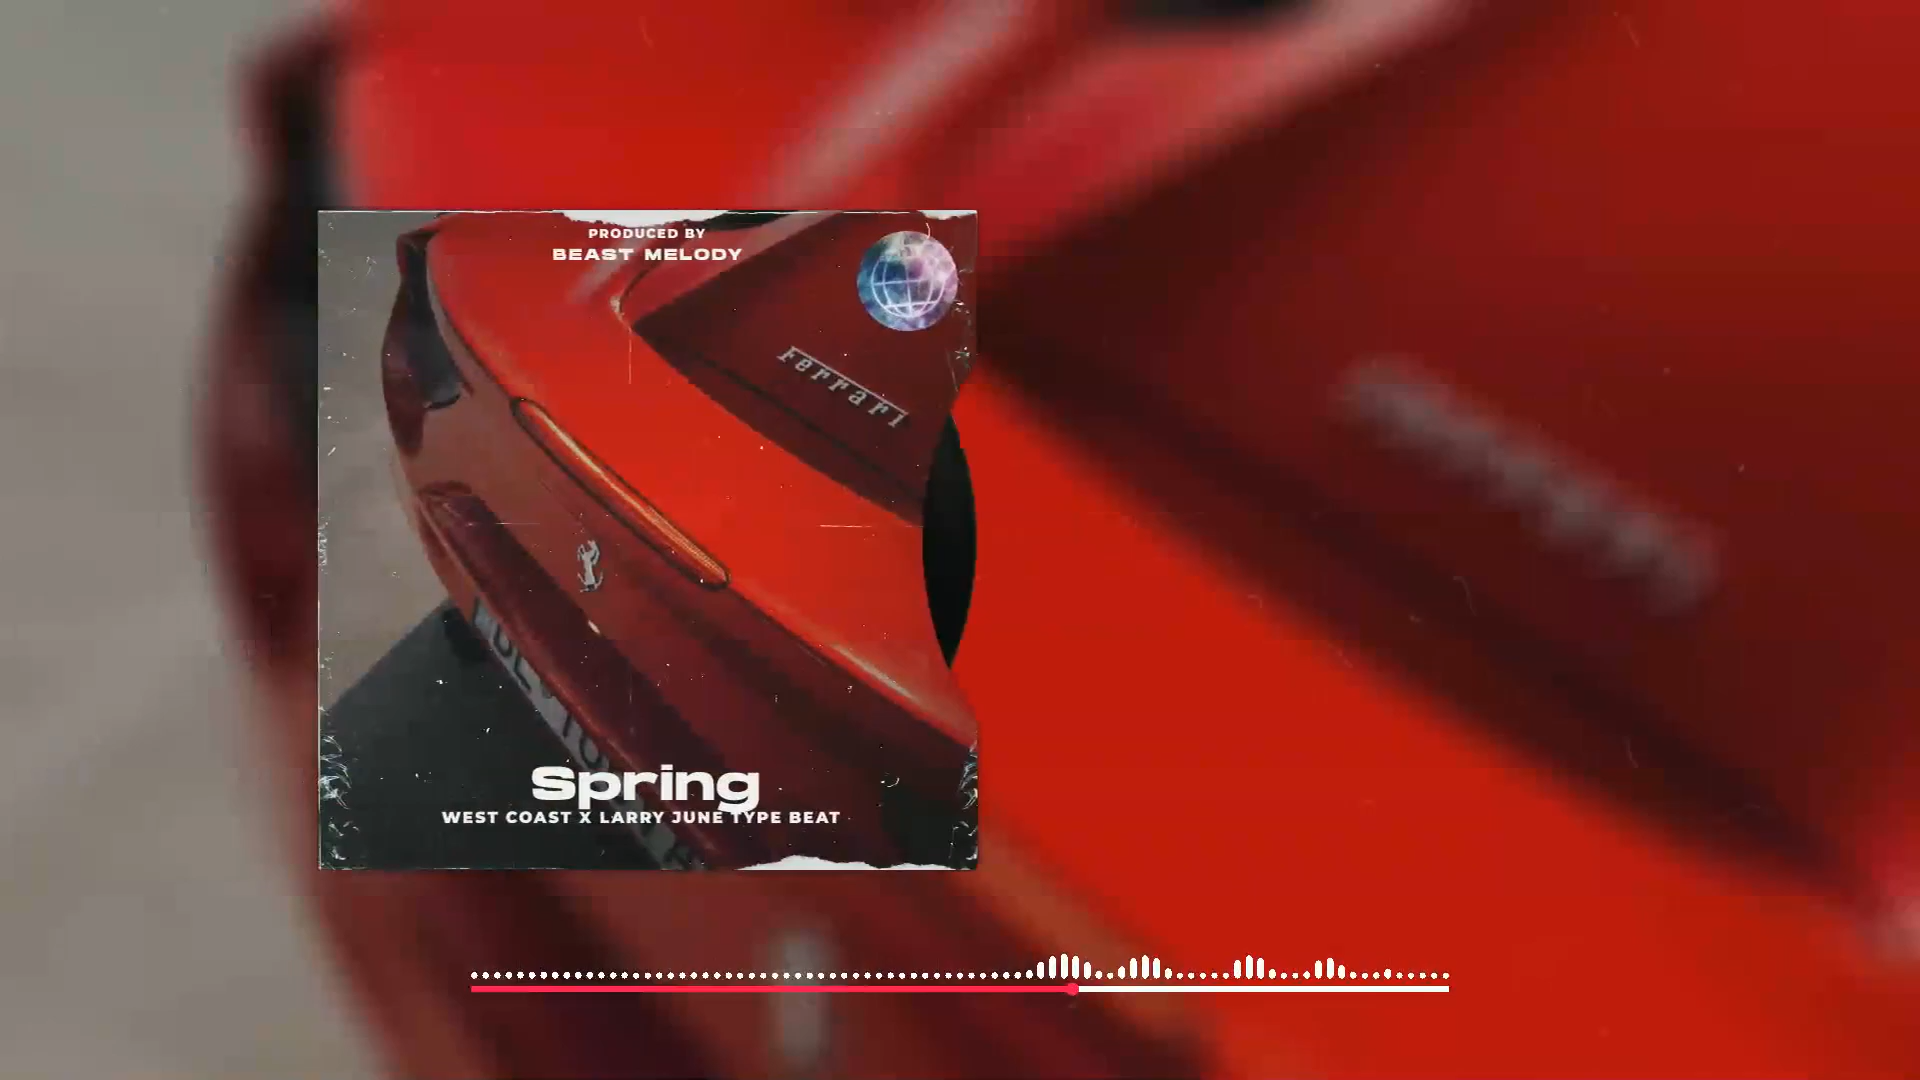 PRODUCED BY
BEAST MELODY
Ferrari
Spring
WEST COAST X LARRY JUNE TYPE BEAT